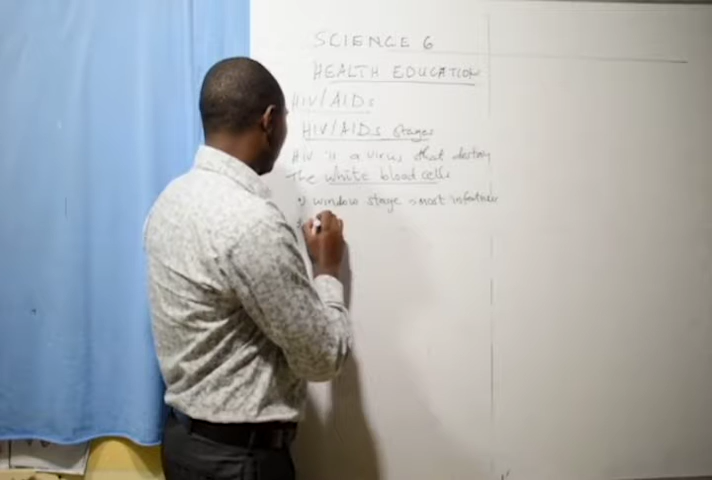 SCIENCE 6
HEALTH EDUCATION
HIV/AIDs
HIV/AIDs stages
HIV is a virus that destroy
The white blood cells
•) window stage is most infectious